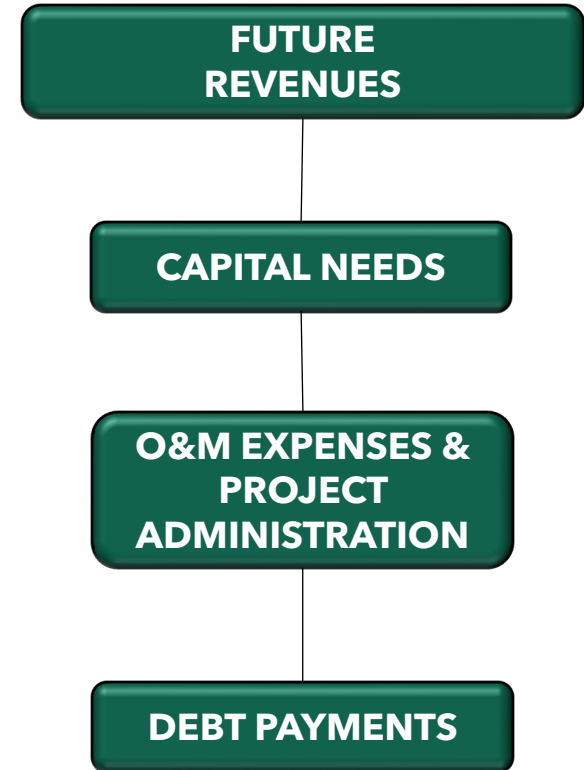 FUTURE
REVENUES
CAPITAL NEEDS
O&M EXPENSES &
PROJECT
ADMINISTRATION
DEBT PAYMENTS